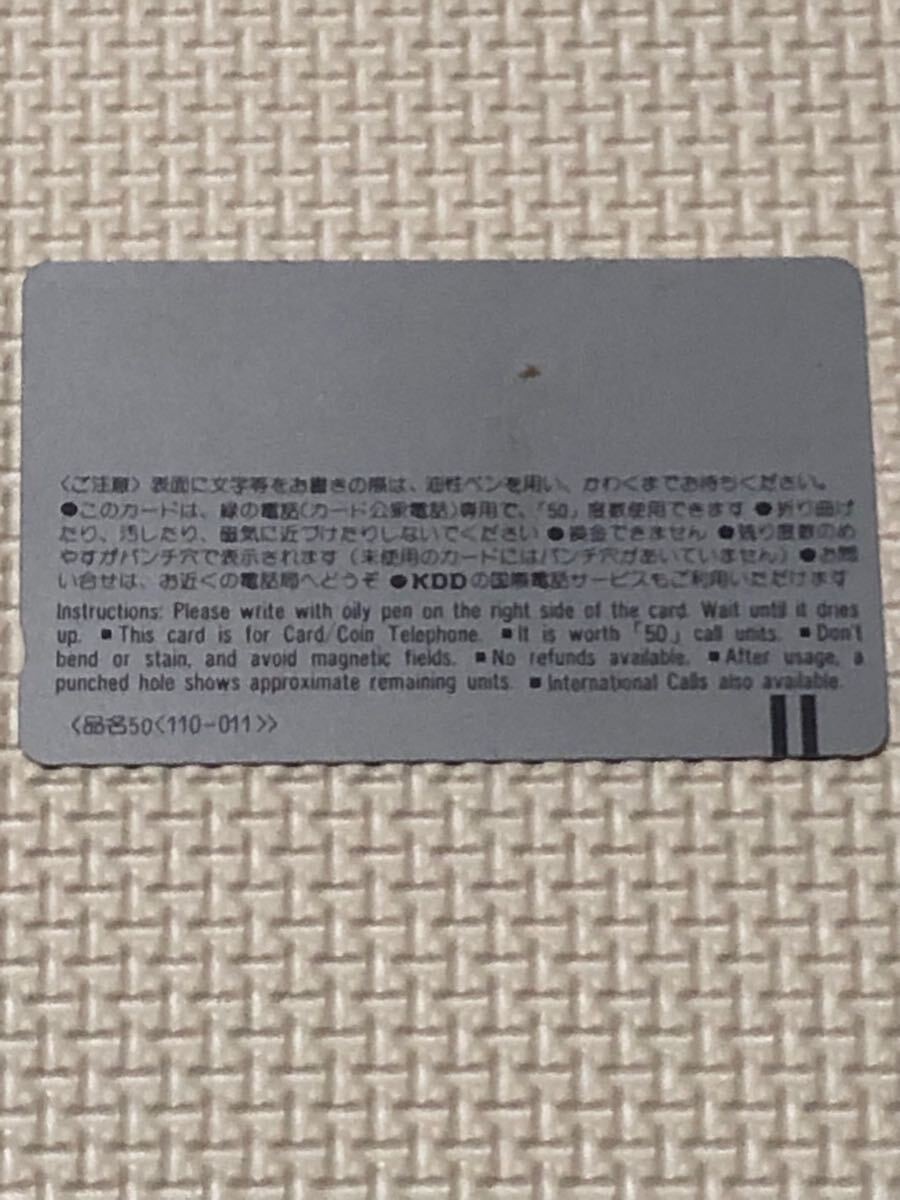 〈ご注意〉表面に文字等をお書きの際は、油性ペンを用い、かわくまでお待ちください。
●このカードは、緑の電話(カード公衆電話)専用で、「50」度数使用できます ●折り曲げ
たり、汚したり、磁気に近づけたりしないでください ●換金できません ●残り度数のめ
やすがパンチ穴で表示されます(未使用のカードにはパンチ穴があいていません) ●お問
い合せは、お近くの電話局へどうぞ ●KDDの国際電話サービスもご利用いただけます
Instructions: Please write with oily pen on the right side of the card. Wait until it dries
up. ■This card is for Card/Coin Telephone. ■It is worth「50」call units. ■Don't
bend or stain, and avoid magnetic fields. ■No refunds available. ■After usage, a
punched hole shows approximate remaining units. ■International Calls also available.
〈品名50〈110-011〉〉